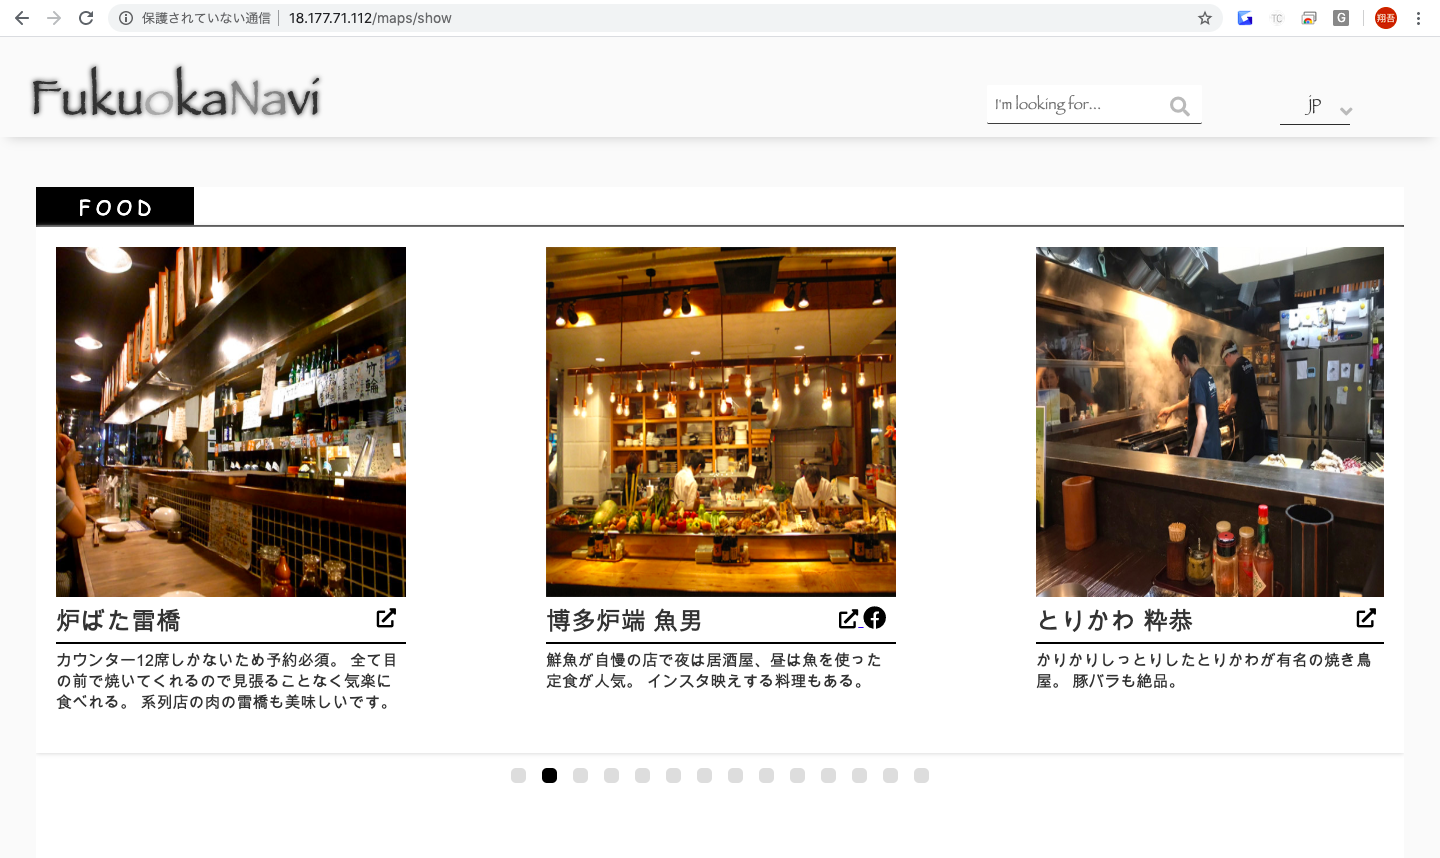 保護されていない通信 | 18.177.71.112/maps/show
TC
G
翔吾
FukuokaNavi
I'm looking for...
JP
FOOD
竹輪
炉ばた雷橋
カウンター12席しかないため予約必須。 全て目
の前で焼いてくれるので見張ることなく気楽に
食べれる。 系列店の肉の雷橋も美味しいです。
博多炉端 魚男
鮮魚が自慢の店で夜は居酒屋、昼は魚を使った
定食が人気。 インスタ映えする料理もある。
とりかわ 粋恭
かりかりしっとりしたとりかわが有名の焼き鳥
屋。 豚バラも絶品。